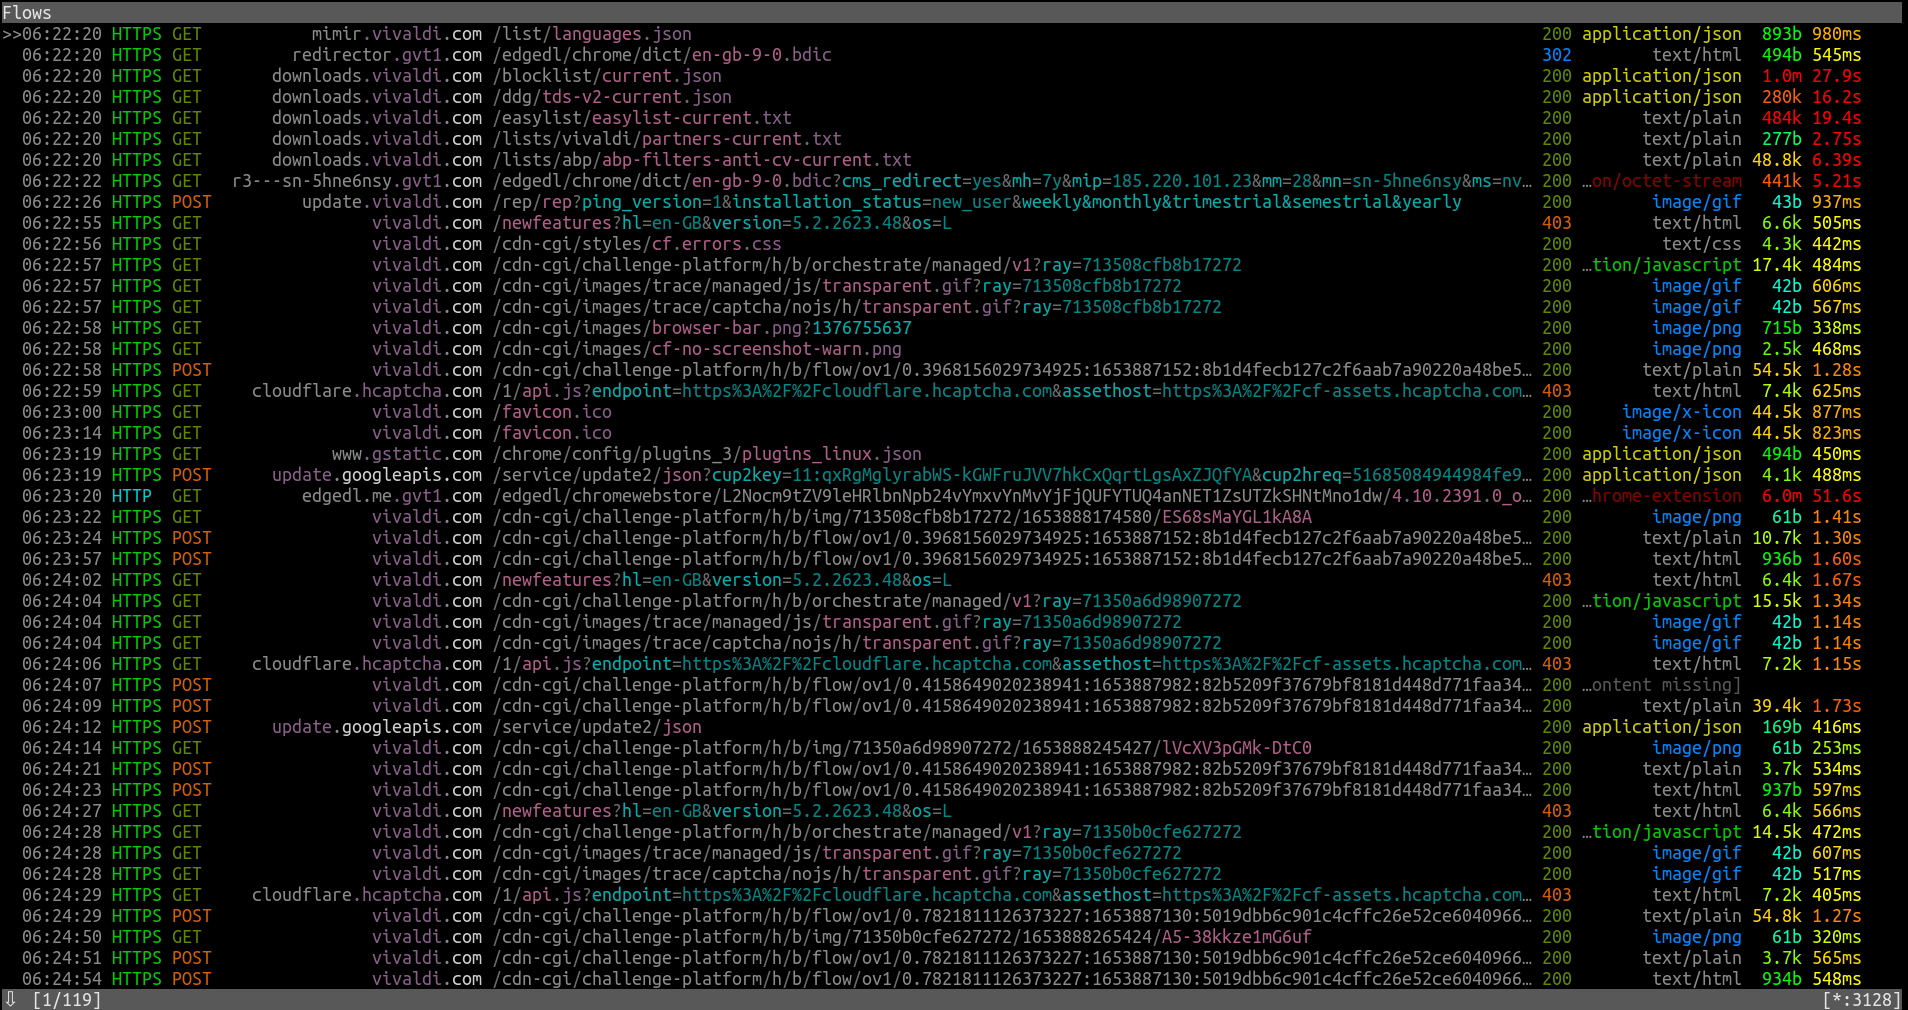 Flows
>>06:22:20 HTTPS GET mimir.vivaldi.com /list/languages.json 200 application/json 893b 980ms
06:22:20 HTTPS GET redirector.gvt1.com /edgedl/chrome/dict/en-gb-9-0.bdic 302 text/html 494b 545ms
06:22:20 HTTPS GET downloads.vivaldi.com /blocklist/current.json 200 application/json 1.0m 27.9s
06:22:20 HTTPS GET downloads.vivaldi.com /ddg/tds-v2-current.json 200 application/json 280k 16.2s
06:22:20 HTTPS GET downloads.vivaldi.com /easylist/easylist-current.txt 200 text/plain 484k 19.4s
06:22:20 HTTPS GET downloads.vivaldi.com /lists/vivaldi/partners-current.txt 200 text/plain 277b 2.75s
06:22:20 HTTPS GET downloads.vivaldi.com /lists/abp/abp-filters-anti-cv-current.txt 200 text/plain 48.8k 6.39s
06:22:22 HTTPS GET r3---sn-5hne6nsy.gvt1.com /edgedl/chrome/dict/en-gb-9-0.bdic?cms_redirect=yes&mh=7y&mip=185.220.101.23&mm=28&mn=sn-5hne6nsy&ms=nv… 200 …on/octet-stream 441k 5.21s
06:22:26 HTTPS POST update.vivaldi.com /rep/rep?ping_version=1&installation_status=new_user&weekly&monthly&trimestrial&semestrial&yearly 200 image/gif 43b 937ms
06:22:55 HTTPS GET vivaldi.com /newfeatures?hl=en-GB&version=5.2.2623.48&os=L 403 text/html 6.6k 505ms
06:22:56 HTTPS GET vivaldi.com /cdn-cgi/styles/cf.errors.css 200 text/css 4.3k 442ms
06:22:57 HTTPS GET vivaldi.com /cdn-cgi/challenge-platform/h/b/orchestrate/managed/v1?ray=713508cfb8b17272 200 …tion/javascript 17.4k 484ms
06:22:57 HTTPS GET vivaldi.com /cdn-cgi/images/trace/managed/js/transparent.gif?ray=713508cfb8b17272 200 image/gif 42b 606ms
06:22:57 HTTPS GET vivaldi.com /cdn-cgi/images/trace/captcha/nojs/h/transparent.gif?ray=713508cfb8b17272 200 image/gif 42b 567ms
06:22:58 HTTPS GET vivaldi.com /cdn-cgi/images/browser-bar.png?1376755637 200 image/png 715b 338ms
06:22:58 HTTPS GET vivaldi.com /cdn-cgi/images/cf-no-screenshot-warn.png 200 image/png 2.5k 468ms
06:22:58 HTTPS POST vivaldi.com /cdn-cgi/challenge-platform/h/b/flow/ov1/0.3968156029734925:1653887152:8b1d4fecb127c2f6aab7a90220a48be5… 200 text/plain 54.5k 1.28s
06:22:59 HTTPS GET cloudflare.hcaptcha.com /1/api.js?endpoint=https%3A%2F%2Fcloudflare.hcaptcha.com&assethost=https%3A%2F%2Fcf-assets.hcaptcha.com… 403 text/html 7.4k 625ms
06:23:00 HTTPS GET vivaldi.com /favicon.ico 200 image/x-icon 44.5k 877ms
06:23:14 HTTPS GET vivaldi.com /favicon.ico 200 image/x-icon 44.5k 823ms
06:23:19 HTTPS GET www.gstatic.com /chrome/config/plugins_3/plugins_linux.json 200 application/json 494b 450ms
06:23:19 HTTPS POST update.googleapis.com /service/update2/json?cup2key=11:qxRgMglyrabWS-kGWFruJVV7hkCxQqrtLgsAxZJQfYA&cup2hreq=51685084944984fe9… 200 application/json 4.1k 488ms
06:23:20 HTTP GET edgedl.me.gvt1.com /edgedl/chromewebstore/L2Nocm9tZV9leHRlbnNpb24vYmxvYnMvYjFjQUFYTUQ4anNET1ZsUTZkSHNtMno1dw/4.10.2391.0_o… 200 …hrome-extension 6.0m 51.6s
06:23:22 HTTPS GET vivaldi.com /cdn-cgi/challenge-platform/h/b/img/713508cfb8b17272/1653888174580/ES68sMaYGL1kA8A 200 image/png 61b 1.41s
06:23:24 HTTPS POST vivaldi.com /cdn-cgi/challenge-platform/h/b/flow/ov1/0.3968156029734925:1653887152:8b1d4fecb127c2f6aab7a90220a48be5… 200 text/plain 10.7k 1.30s
06:23:57 HTTPS POST vivaldi.com /cdn-cgi/challenge-platform/h/b/flow/ov1/0.3968156029734925:1653887152:8b1d4fecb127c2f6aab7a90220a48be5… 200 text/html 936b 1.60s
06:24:02 HTTPS GET vivaldi.com /newfeatures?hl=en-GB&version=5.2.2623.48&os=L 403 text/html 6.4k 1.67s
06:24:04 HTTPS GET vivaldi.com /cdn-cgi/challenge-platform/h/b/orchestrate/managed/v1?ray=71350a6d98907272 200 …tion/javascript 15.5k 1.34s
06:24:04 HTTPS GET vivaldi.com /cdn-cgi/images/trace/managed/js/transparent.gif?ray=71350a6d98907272 200 image/gif 42b 1.14s
06:24:04 HTTPS GET vivaldi.com /cdn-cgi/images/trace/captcha/nojs/h/transparent.gif?ray=71350a6d98907272 200 image/gif 42b 1.14s
06:24:06 HTTPS GET cloudflare.hcaptcha.com /1/api.js?endpoint=https%3A%2F%2Fcloudflare.hcaptcha.com&assethost=https%3A%2F%2Fcf-assets.hcaptcha.com… 403 text/html 7.2k 1.15s
06:24:07 HTTPS POST vivaldi.com /cdn-cgi/challenge-platform/h/b/flow/ov1/0.4158649020238941:1653887982:82b5209f37679bf8181d448d771faa34… 200 …ontent missing]
06:24:09 HTTPS POST vivaldi.com /cdn-cgi/challenge-platform/h/b/flow/ov1/0.4158649020238941:1653887982:82b5209f37679bf8181d448d771faa34… 200 text/plain 39.4k 1.73s
06:24:12 HTTPS POST update.googleapis.com /service/update2/json 200 application/json 169b 416ms
06:24:14 HTTPS GET vivaldi.com /cdn-cgi/challenge-platform/h/b/img/71350a6d98907272/1653888245427/lVcXV3pGMk-DtC0 200 image/png 61b 253ms
06:24:21 HTTPS POST vivaldi.com /cdn-cgi/challenge-platform/h/b/flow/ov1/0.4158649020238941:1653887982:82b5209f37679bf8181d448d771faa34… 200 text/plain 3.7k 534ms
06:24:23 HTTPS POST vivaldi.com /cdn-cgi/challenge-platform/h/b/flow/ov1/0.4158649020238941:1653887982:82b5209f37679bf8181d448d771faa34… 200 text/html 937b 597ms
06:24:27 HTTPS GET vivaldi.com /newfeatures?hl=en-GB&version=5.2.2623.48&os=L 403 text/html 6.4k 566ms
06:24:28 HTTPS GET vivaldi.com /cdn-cgi/challenge-platform/h/b/orchestrate/managed/v1?ray=71350b0cfe627272 200 …tion/javascript 14.5k 472ms
06:24:28 HTTPS GET vivaldi.com /cdn-cgi/images/trace/managed/js/transparent.gif?ray=71350b0cfe627272 200 image/gif 42b 607ms
06:24:28 HTTPS GET vivaldi.com /cdn-cgi/images/trace/captcha/nojs/h/transparent.gif?ray=71350b0cfe627272 200 image/gif 42b 517ms
06:24:29 HTTPS GET cloudflare.hcaptcha.com /1/api.js?endpoint=https%3A%2F%2Fcloudflare.hcaptcha.com&assethost=https%3A%2F%2Fcf-assets.hcaptcha.com… 403 text/html 7.2k 405ms
06:24:29 HTTPS POST vivaldi.com /cdn-cgi/challenge-platform/h/b/flow/ov1/0.7821811126373227:1653887130:5019dbb6c901c4cffc26e52ce6040966… 200 text/plain 54.8k 1.27s
06:24:50 HTTPS GET vivaldi.com /cdn-cgi/challenge-platform/h/b/img/71350b0cfe627272/1653888265424/A5-38kkze1mG6uf 200 image/png 61b 320ms
06:24:51 HTTPS POST vivaldi.com /cdn-cgi/challenge-platform/h/b/flow/ov1/0.7821811126373227:1653887130:5019dbb6c901c4cffc26e52ce6040966… 200 text/plain 3.7k 565ms
06:24:54 HTTPS POST vivaldi.com /cdn-cgi/challenge-platform/h/b/flow/ov1/0.7821811126373227:1653887130:5019dbb6c901c4cffc26e52ce6040966… 200 text/html 934b 548ms
⇩ [1/119] [*:3128]